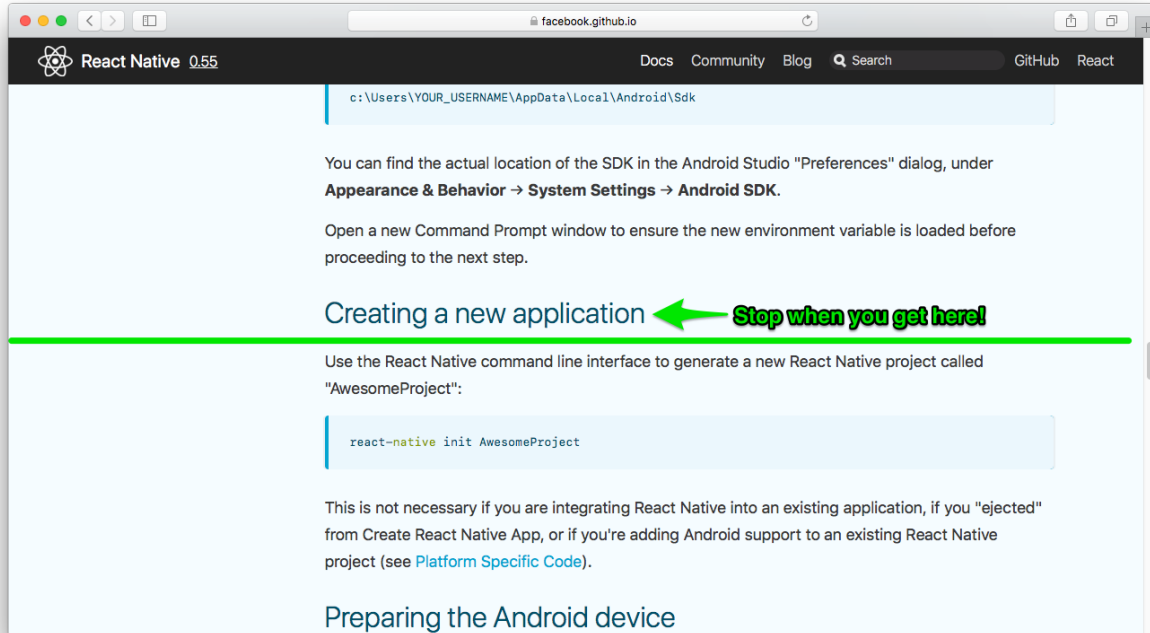 facebook.github.io
React Native 0.55 Docs Community Blog Search GitHub React
c:\Users\YOUR_USERNAME\AppData\Local\Android\Sdk
You can find the actual location of the SDK in the Android Studio "Preferences" dialog, under
Appearance & Behavior → System Settings → Android SDK.
Open a new Command Prompt window to ensure the new environment variable is loaded before
proceeding to the next step.
Creating a new application Stop when you get here!
Use the React Native command line interface to generate a new React Native project called
"AwesomeProject":
react-native init AwesomeProject
This is not necessary if you are integrating React Native into an existing application, if you "ejected"
from Create React Native App, or if you're adding Android support to an existing React Native
project (see Platform Specific Code).
Preparing the Android device